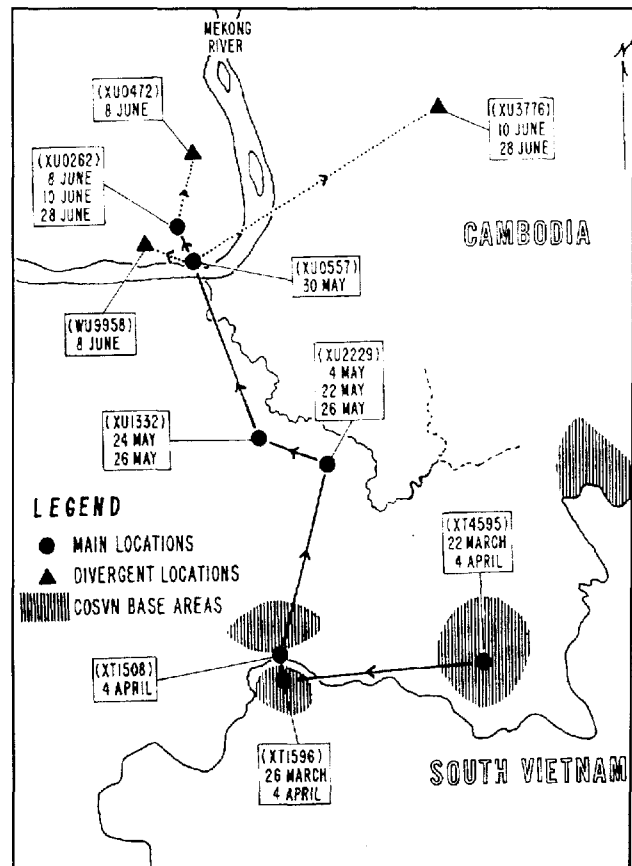 MEKONG
RIVER
(XU0472)
8 JUNE
(XU3776)
10 JUNE
28 JUNE
(XU0262)
8 JUNE
10 JUNE
28 JUNE
CAMBODIA
(XU0557)
30 MAY
(WU9958)
8 JUNE
(XU2229)
4 MAY
22 MAY
26 MAY
(XU1332)
24 MAY
26 MAY
LEGEND
MAIN LOCATIONS
DIVERGENT LOCATIONS
COSVN BASE AREAS
(XT4595)
22 MARCH
4 APRIL
(XT1508)
4 APRIL
(XT1596)
26 MARCH
4 APRIL
SOUTH VIETNAM